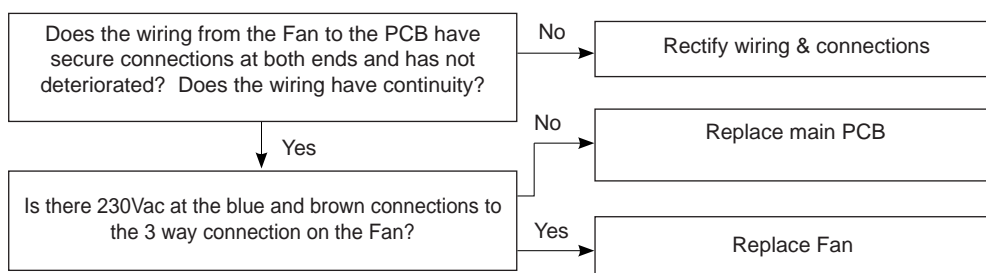 Does the wiring from the Fan to the PCB have
secure connections at both ends and has not
deteriorated? Does the wiring have continuity?
No
Rectify wiring & connections
Yes
No
Replace main PCB
Is there 230Vac at the blue and brown connections to
the 3 way connection on the Fan?
Yes
Replace Fan